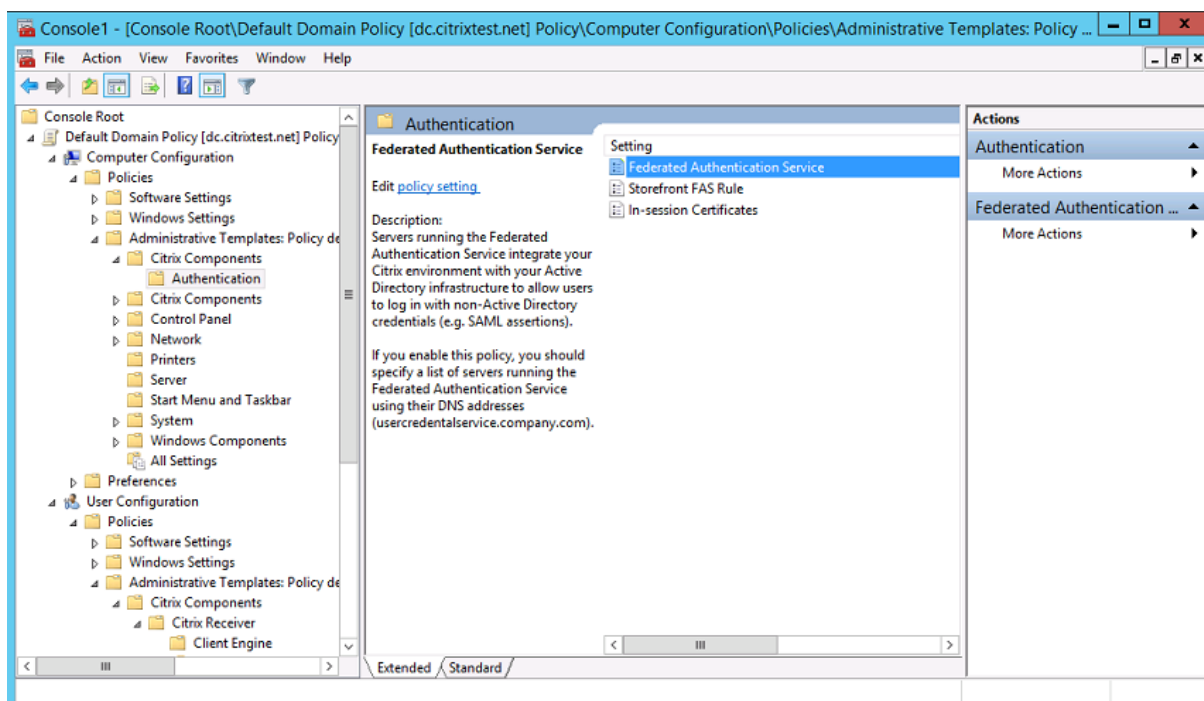 Console1 - [Console Root\Default Domain Policy [dc.citrixtest.net] Policy\Computer Configuration\Policies\Administrative Templates: Policy ...
File Action View Favorites Window Help
Console Root
Default Domain Policy [dc.citrixtest.net] Policy
Computer Configuration
Policies
Software Settings
Windows Settings
Administrative Templates: Policy de
Citrix Components
Authentication
Citrix Components
Control Panel
Network
Printers
Server
Start Menu and Taskbar
System
Windows Components
All Settings
Preferences
User Configuration
Policies
Software Settings
Windows Settings
Administrative Templates: Policy de
Citrix Components
Citrix Receiver
Client Engine
Authentication
Federated Authentication Service
Edit policy setting
Description:
Servers running the Federated
Authentication Service integrate your
Citrix environment with your Active
Directory infrastructure to allow users
to log in with non-Active Directory
credentials (e.g. SAML assertions).
If you enable this policy, you should
specify a list of servers running the
Federated Authentication Service
using their DNS addresses
(usercredentalservice.company.com).
Setting
Federated Authentication Service
Storefront FAS Rule
In-session Certificates
Extended Standard
Actions
Authentication
More Actions
Federated Authentication ...
More Actions